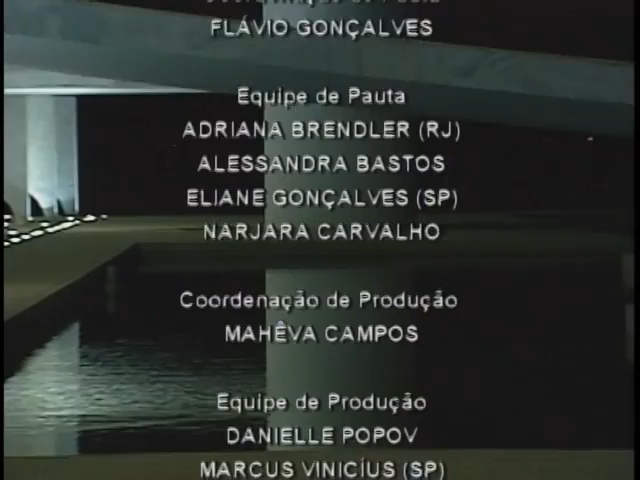 FLÁVIO GONÇALVES
Equipe de Pauta
ADRIANA BRENDLER (RJ)
ALESSANDRA BASTOS
ELIANE GONÇALVES (SP)
NARJARA CARVALHO
Coordenação de Produção
MAHÊVA CAMPOS
Equipe de Produção
DANIELLE POPOV
MARCUS VINICÍUS (SP)